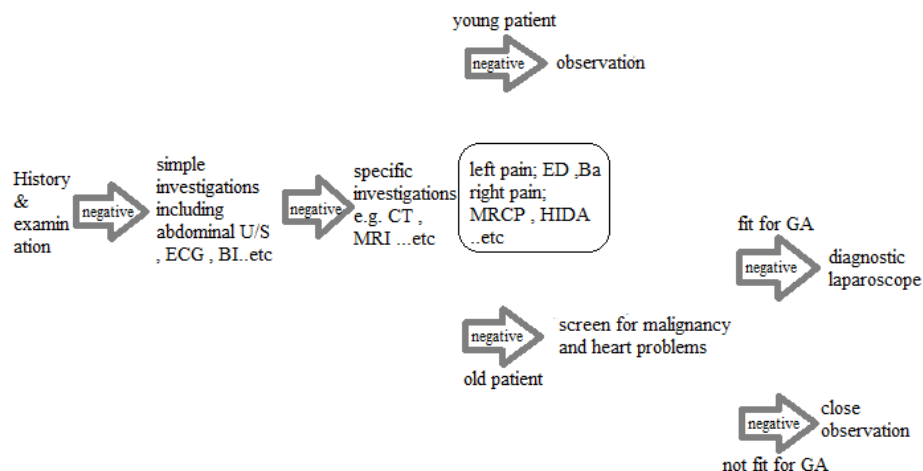 young patient
negative
observation
History
&
examin
ation
negative
simple
investigations
including
abdominal U/S
, ECG , BI..etc
negative
specific
investigations
e.g. CT ,
MRI ...etc
left pain; ED ,Ba
right pain;
MRCP , HIDA
..etc
negative
old patient
screen for malignancy
and heart problems
fit for GA
negative
diagnostic
laparoscope
negative
not fit for GA
close
observation